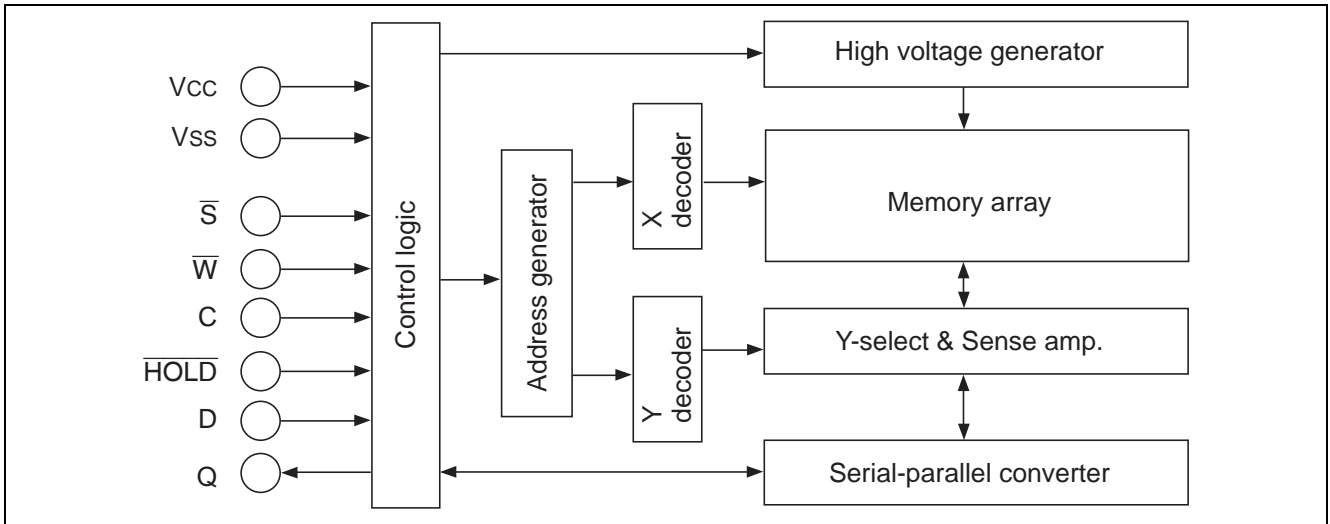 VCC
VSS
S̅
W̅
C
H̅O̅L̅D̅
D
Q
Control logic
Address generator
X
decoder
Y
decoder
High voltage generator
Memory array
Y-select & Sense amp.
Serial-parallel converter